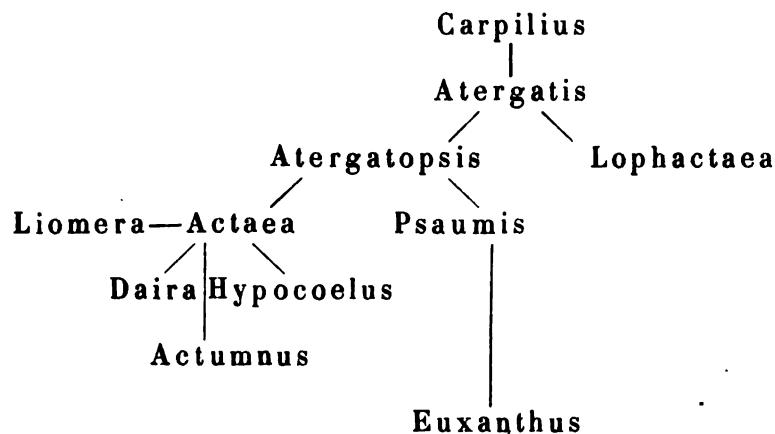 Carpilius
Atergatis
Atergatopsis Lophactaea
Liomera—Actaea Psaumis
Daira Hypocoelus
Actumnus
Euxanthus